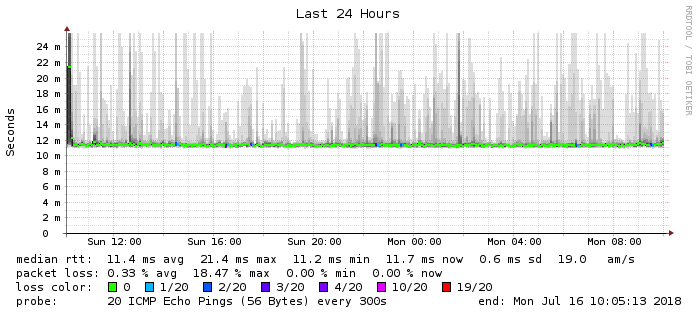 Last 24 Hours
RRDTOOL / TOBI OETIKER
Seconds
24 m
22 m
20 m
18 m
16 m
14 m
12 m
10 m
8 m
6 m
4 m
2 m
0
Sun 12:00 Sun 16:00 Sun 20:00 Mon 00:00 Mon 04:00 Mon 08:00
median rtt: 11.4 ms avg 21.4 ms max 11.2 ms min 11.7 ms now 0.6 ms sd 19.0 am/s
packet loss: 0.33 % avg 18.47 % max 0.00 % min 0.00 % now
loss color: 0 1/20 2/20 3/20 4/20 10/20 19/20
probe: 20 ICMP Echo Pings (56 Bytes) every 300s end: Mon Jul 16 10:05:13 2018